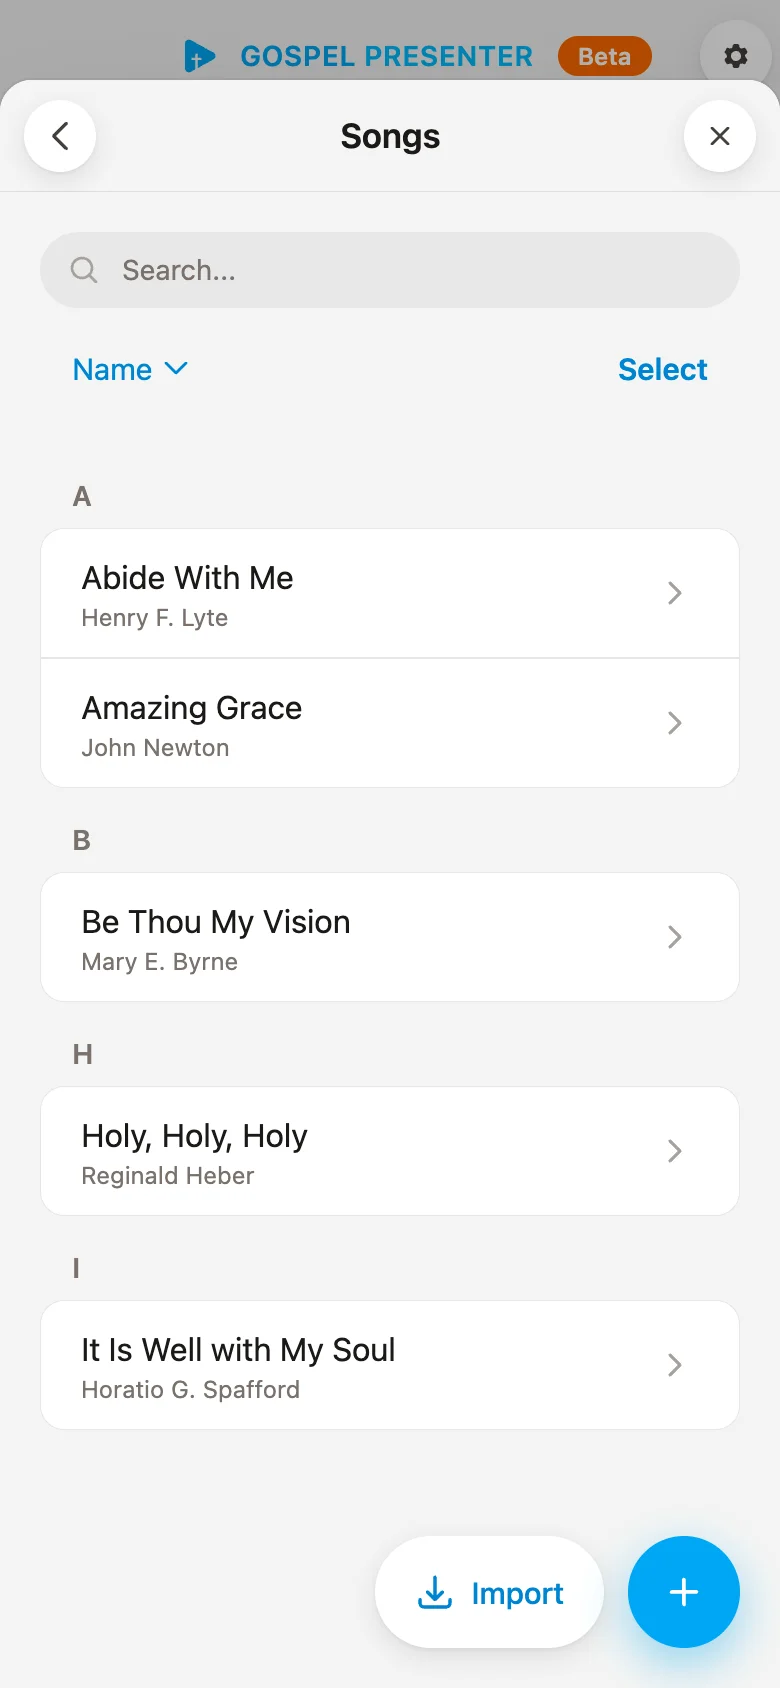 GOSPEL PRESENTER Beta
Songs
Search...
Name Select
A
Abide With Me
Henry F. Lyte
Amazing Grace
John Newton
B
Be Thou My Vision
Mary E. Byrne
H
Holy, Holy, Holy
Reginald Heber
I
It Is Well with My Soul
Horatio G. Spafford
Import